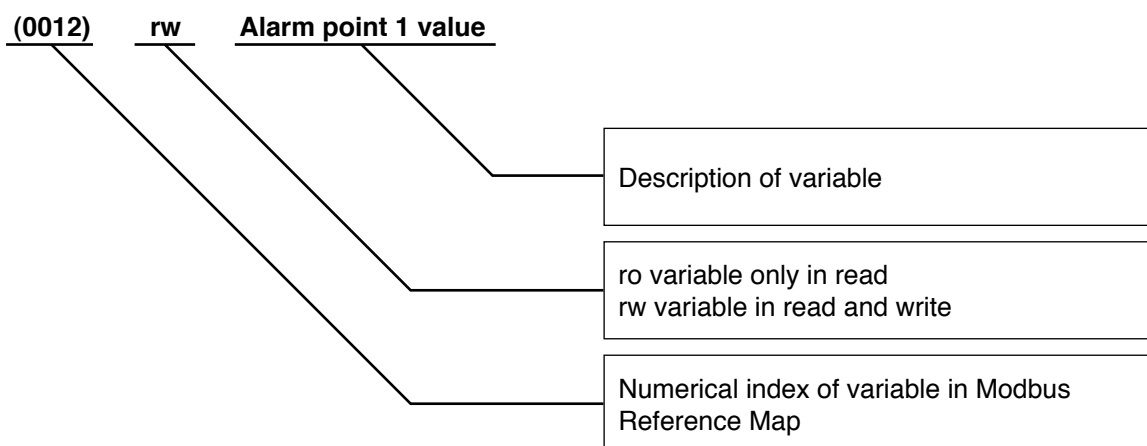 (0012) rw Alarm point 1 value
Description of variable
ro variable only in read
rw variable in read and write
Numerical index of variable in Modbus
Reference Map